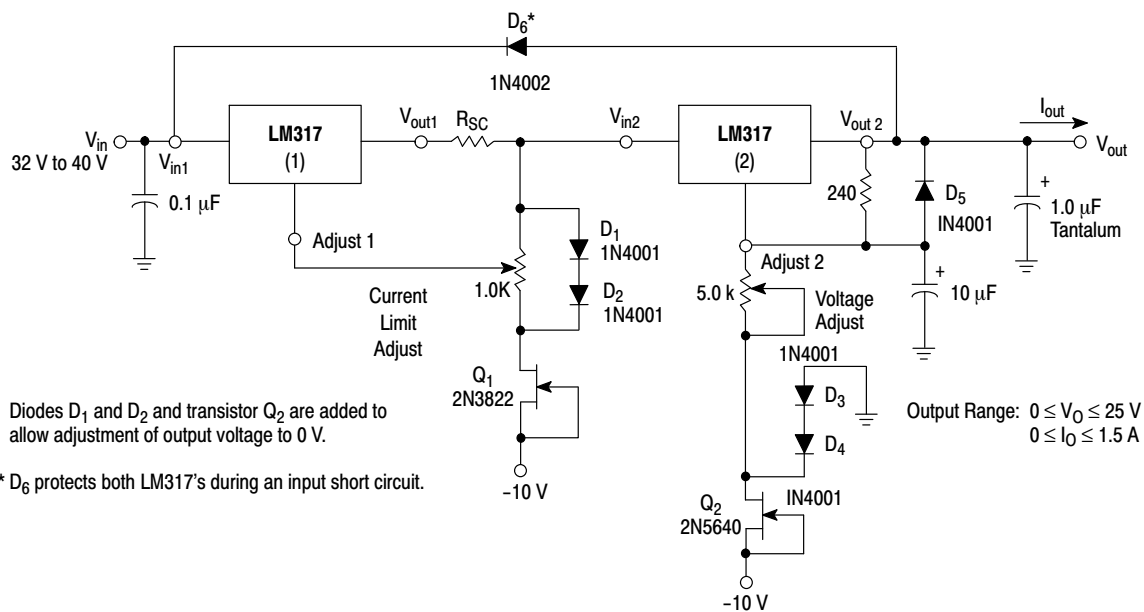 D6*
1N4002
Vin
32 V to 40 V
Vin1
0.1 μF
LM317
(1)
Adjust 1
Vout1
RSC
Vin2
LM317
(2)
Vout 2
Iout
Vout
240
D5
IN4001
+
1.0 μF
Tantalum
D1
1N4001
D2
1N4001
1.0K
Current
Limit
Adjust
Adjust 2
5.0 k
Voltage
Adjust
+
10 μF
Q1
2N3822
–10 V
1N4001
D3
D4
IN4001
Q2
2N5640
–10 V
Output Range: 0 ≤ VO ≤ 25 V
0 ≤ IO ≤ 1.5 A
Diodes D1 and D2 and transistor Q2 are added to
allow adjustment of output voltage to 0 V.
* D6 protects both LM317's during an input short circuit.